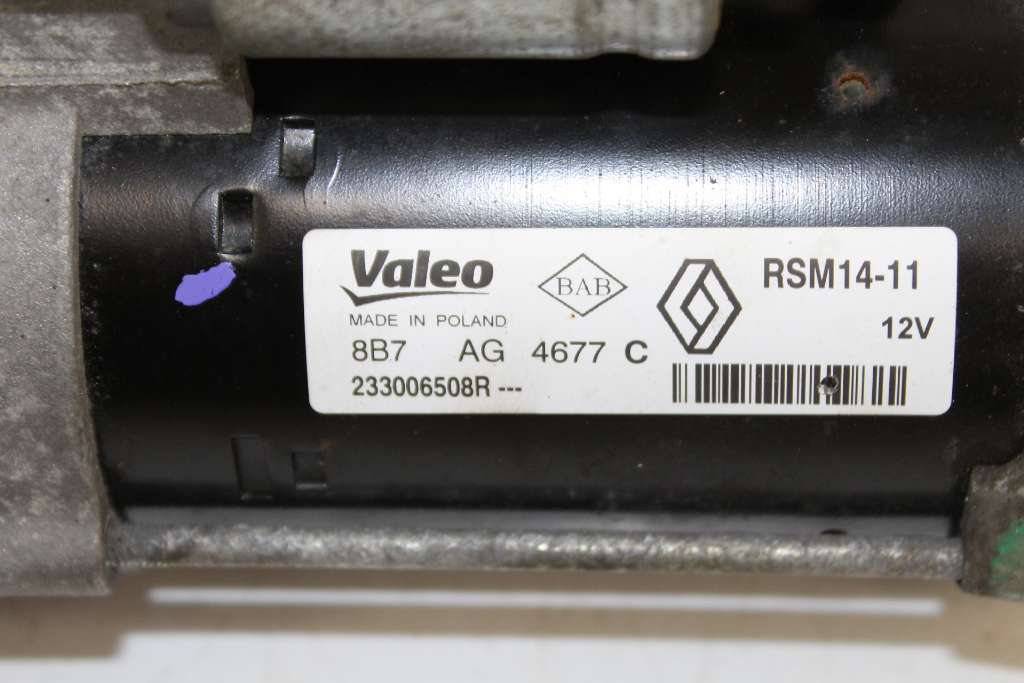 Valeo
MADE IN POLAND
BAB
RSM14-11
12V
8B7 AG 4677 C
233006508R ---